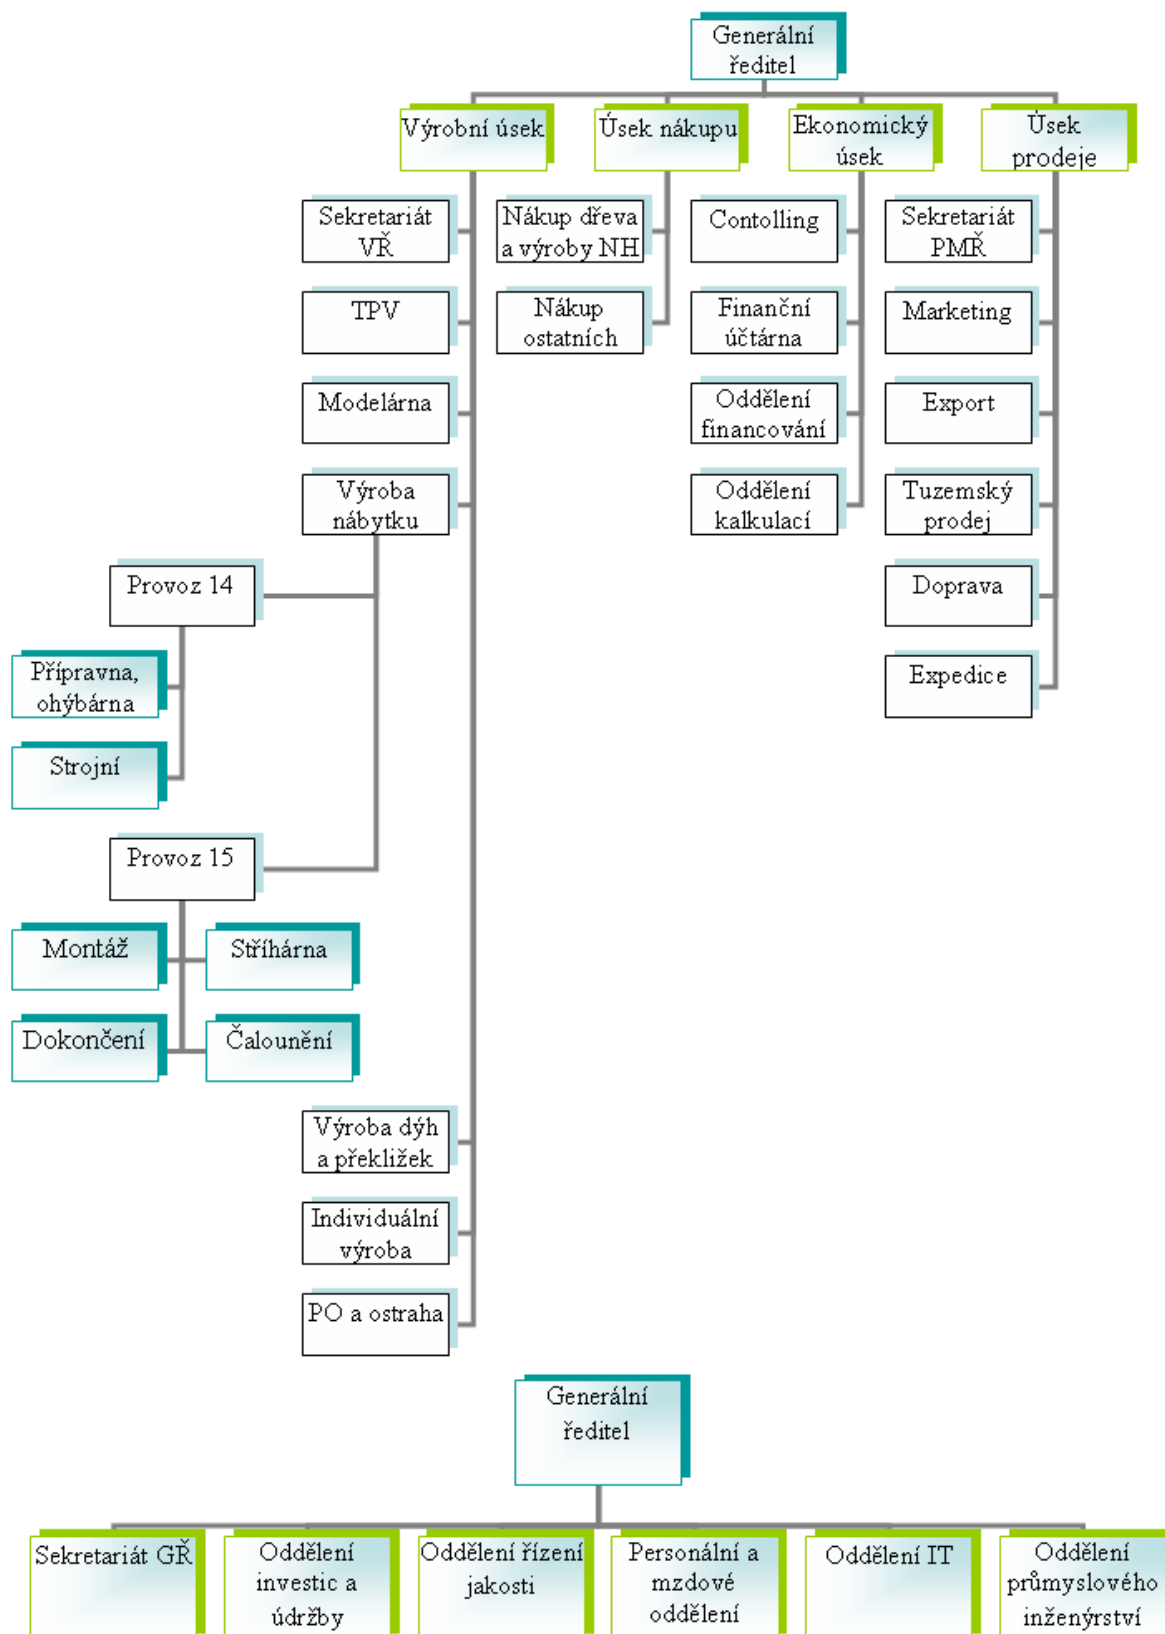 Generální
ředitel
Výrobní úsek
Úsek nákupu
Ekonomický
úsek
Úsek
prodeje
Sekretariát
VŘ
Nákup dřeva
a výroby NH
Contolling
Sekretariát
PMŘ
TPV
Nákup
ostatních
Finanční
účtárna
Marketing
Modelárna
Oddělení
financování
Export
Výroba
nábytku
Oddělení
kalkulací
Tuzemský
prodej
Provoz 14
Doprava
Přípravna,
ohýbárna
Expedice
Strojní
Provoz 15
Montáž
Stříhárna
Dokončení
Čalounění
Výroba dýh
a překližek
Individuální
výroba
PO a ostraha
Generální
ředitel
Sekretariát GŘ
Oddělení
investic a
údržby
Oddělení řízení
jakosti
Personální a
mzdové
oddělení
Oddělení IT
Oddělení
průmyslového
inženýrství